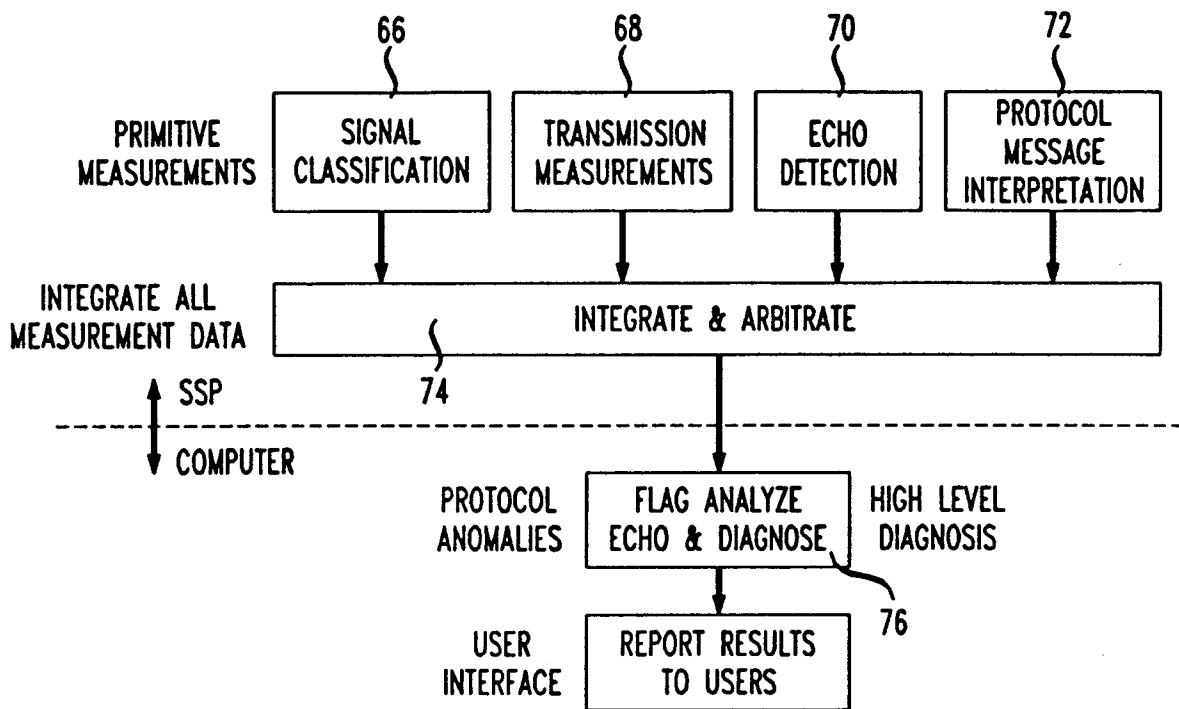 66
68
70
72
PRIMITIVE
MEASUREMENTS
SIGNAL
CLASSIFICATION
TRANSMISSION
MEASUREMENTS
ECHO
DETECTION
PROTOCOL
MESSAGE
INTERPRETATION
INTEGRATE ALL
MEASUREMENT DATA
INTEGRATE & ARBITRATE
74
SSP
COMPUTER
PROTOCOL
ANOMALIES
FLAG ANALYZE
ECHO & DIAGNOSE
HIGH LEVEL
DIAGNOSIS
76
USER
INTERFACE
REPORT RESULTS
TO USERS